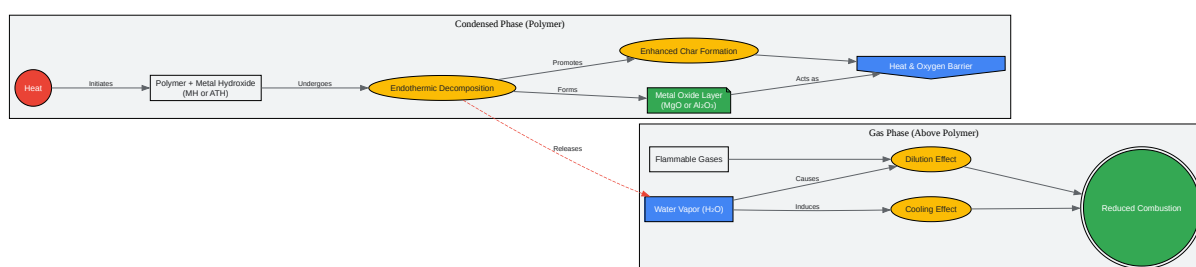 Condensed Phase (Polymer)
Heat
Initiates
Polymer + Metal Hydroxide
(MH or ATH)
Undergoes
Endothermic Decomposition
Promotes
Enhanced Char Formation
Forms
Metal Oxide Layer
(MgO or Al₂O₃)
Acts as
Heat & Oxygen Barrier
Releases
Gas Phase (Above Polymer)
Flammable Gases
Water Vapor (H₂O)
Causes
Dilution Effect
Induces
Cooling Effect
Reduced Combustion